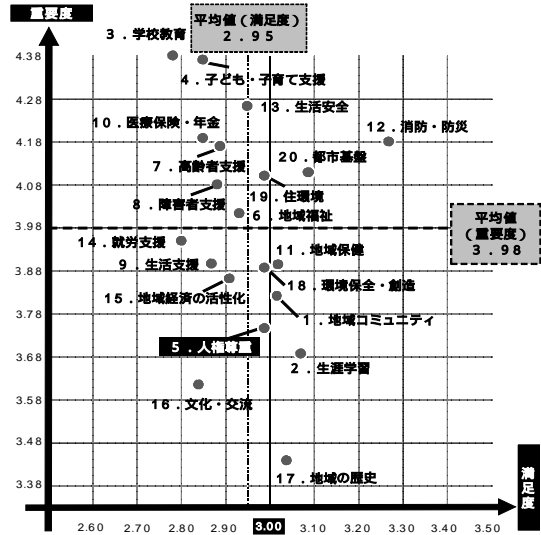 重要度
平均値（満足度）
２．９５
３．学校教育
4.38
４．子ども・子育て支援
4.28
１３．生活安全
１０．医療保険・年金
１２．消防・防災
4.18
２０．都市基盤
７．高齢者支援
4.08
１９．住環境
８．障害者支援
６．地域福祉
平均値
（重要度）
３．９８
3.98
１４．就労支援
１１．地域保健
９．生活支援
3.88
１８．環境保全・創造
１５．地域経済の活性化
3.78
１．地域コミュニティ
５．人権尊重
3.68
２．生涯学習
3.58
１６．文化・交流
3.48
１７．地域の歴史
3.38
満足度
2.60 2.70 2.80 2.90 3.00 3.10 3.20 3.30 3.40 3.50